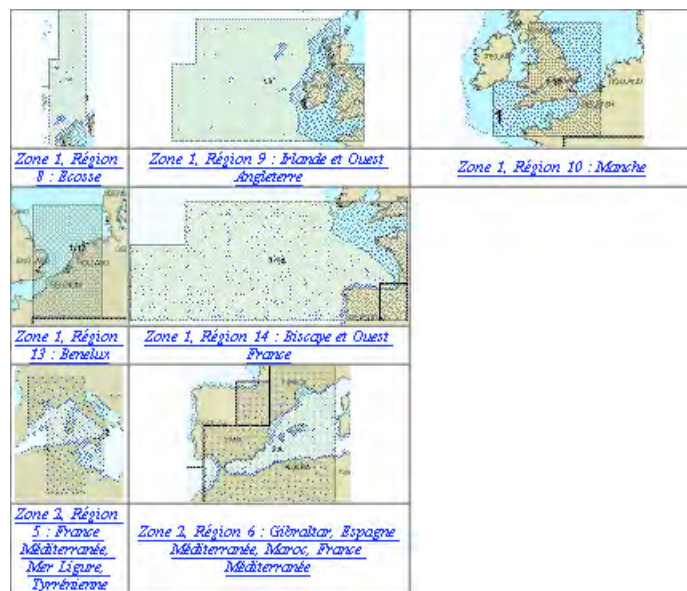 Zone 1, Région
8 : Ecosse
Zone 1, Région 9 : Irlande et Ouest
Angleterre
Zone 1, Région 10 : Manche
1
Zone 1, Région
13 : Benelux
Zone 1, Région 14 : Biscaye et Ouest
France
Zone 2, Région
5 : France
Méditerranée,
Mer Ligure,
Tyrrénienne
Zone 2, Région 6 : Gibraltar, Espagne
Méditerranée, Maroc, France
Méditerranée